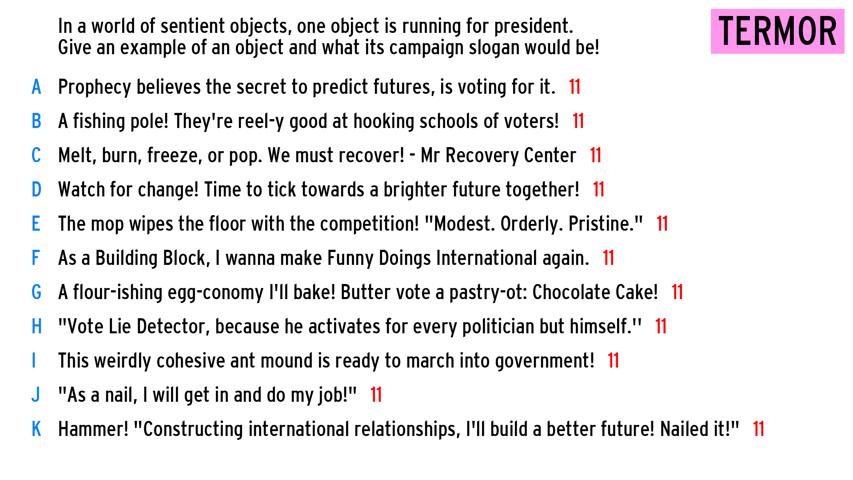 In a world of sentient objects, one object is running for president.
Give an example of an object and what its campaign slogan would be!
TERMOR
A Prophecy believes the secret to predict futures, is voting for it. 11
B A fishing pole! They're reel-y good at hooking schools of voters! 11
C Melt, burn, freeze, or pop. We must recover! - Mr Recovery Center 11
D Watch for change! Time to tick towards a brighter future together! 11
E The mop wipes the floor with the competition! "Modest. Orderly. Pristine." 11
F As a Building Block, I wanna make Funny Doings International again. 11
G A flour-ishing egg-conomy I'll bake! Butter vote a pastry-ot: Chocolate Cake! 11
H "Vote Lie Detector, because he activates for every politician but himself.'' 11
I This weirdly cohesive ant mound is ready to march into government! 11
J "As a nail, I will get in and do my job!" 11
K Hammer! "Constructing international relationships, I'll build a better future! Nailed it!" 11